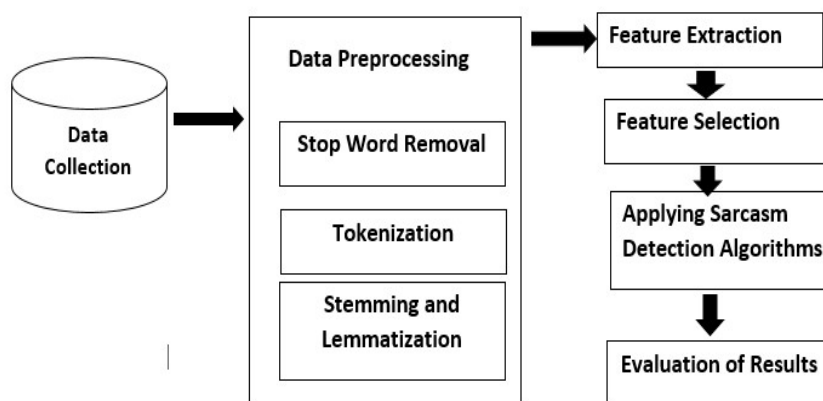 Data
Collection
Data Preprocessing
Stop Word Removal
Tokenization
Stemming and
Lemmatization
Feature Extraction
Feature Selection
Applying Sarcasm
Detection Algorithms
Evaluation of Results